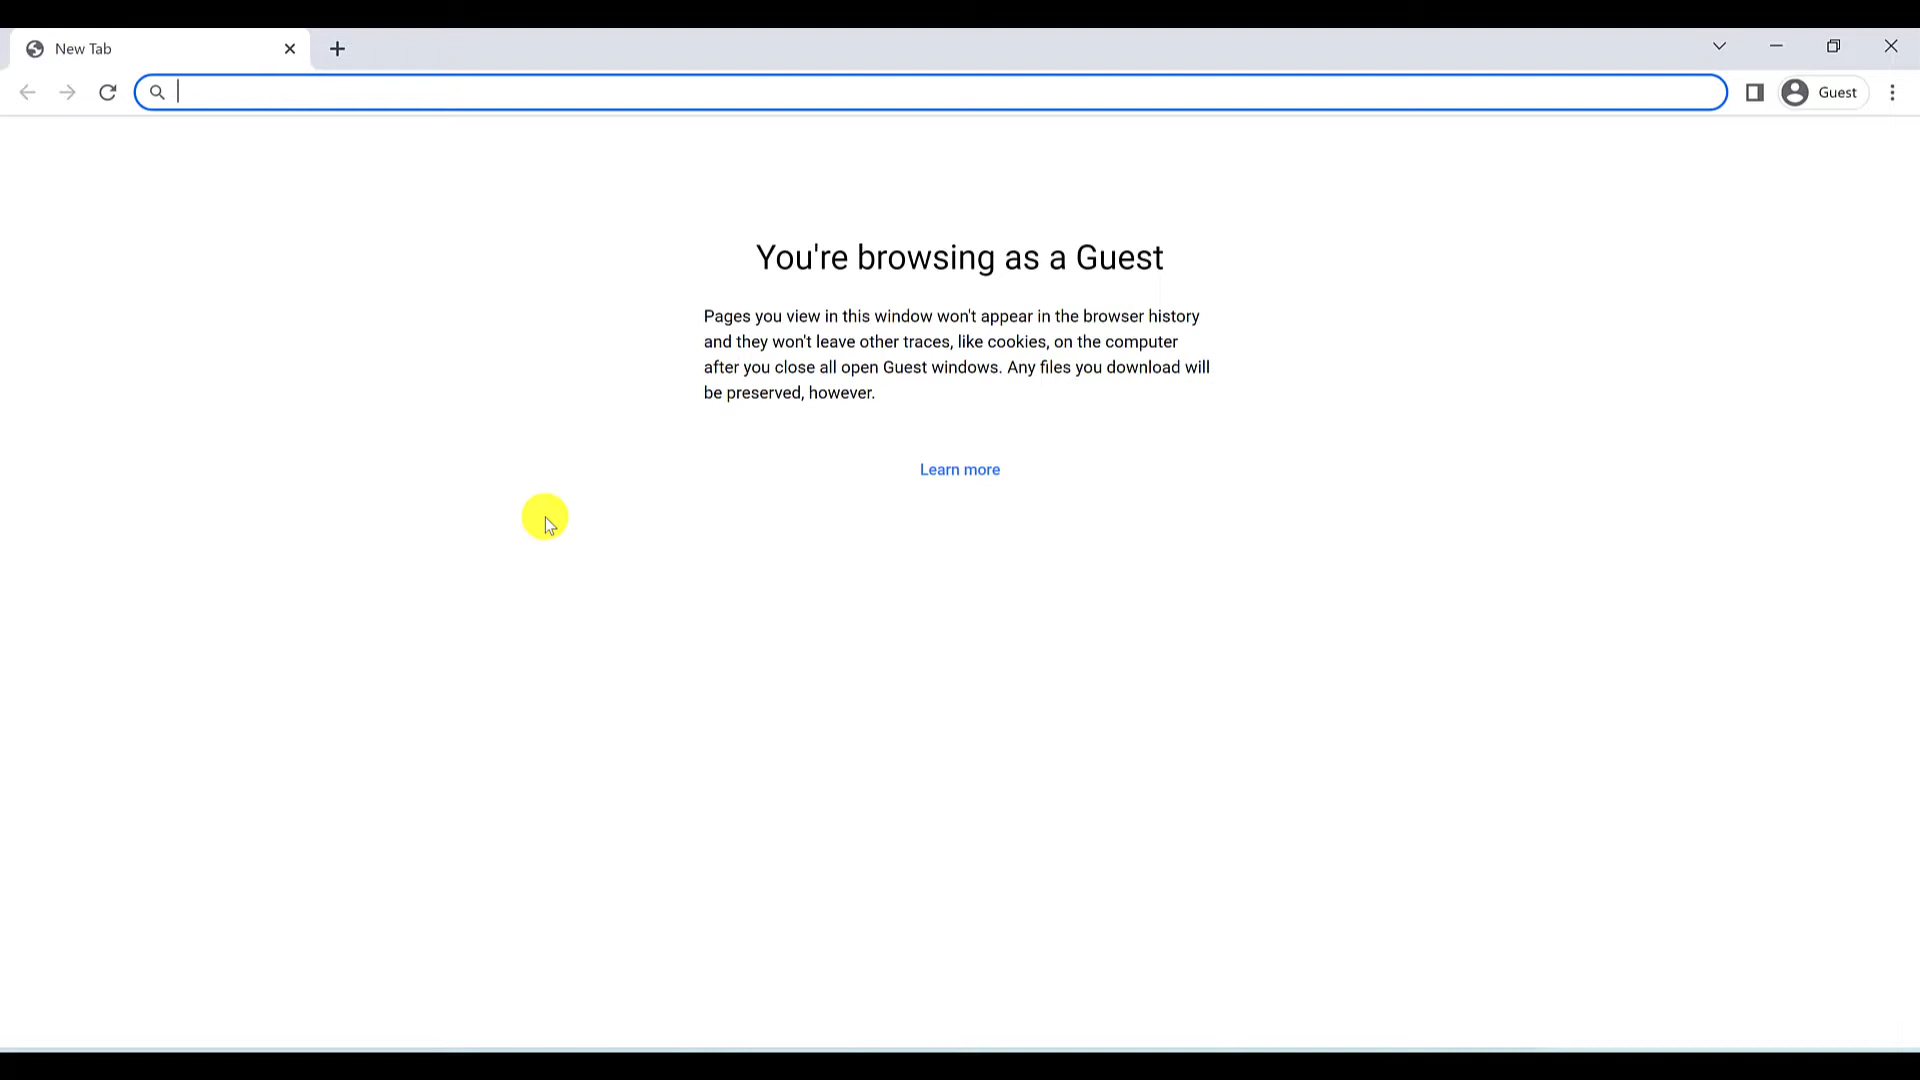 New Tab
Guest
You're browsing as a Guest
Pages you view in this window won't appear in the browser history
and they won't leave other traces, like cookies, on the computer
after you close all open Guest windows. Any files you download will
be preserved, however.
Learn more